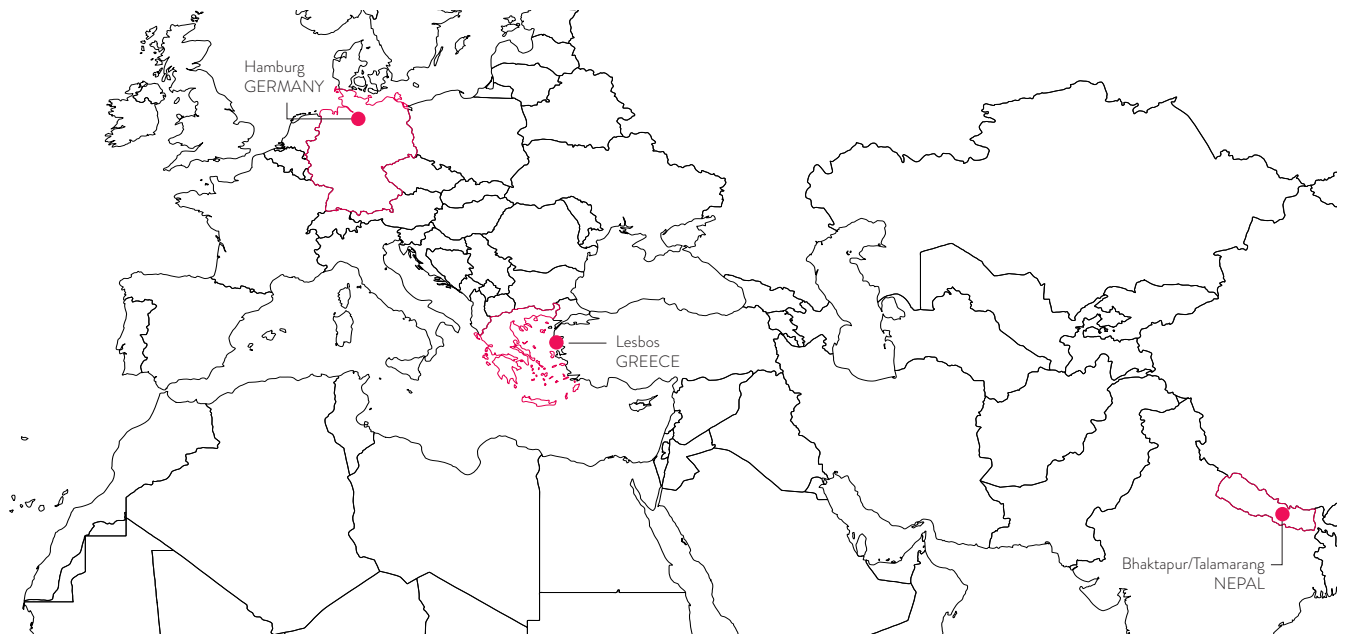 Hamburg
GERMANY
Lesbos
GREECE
Bhaktapur/Talamarang
NEPAL